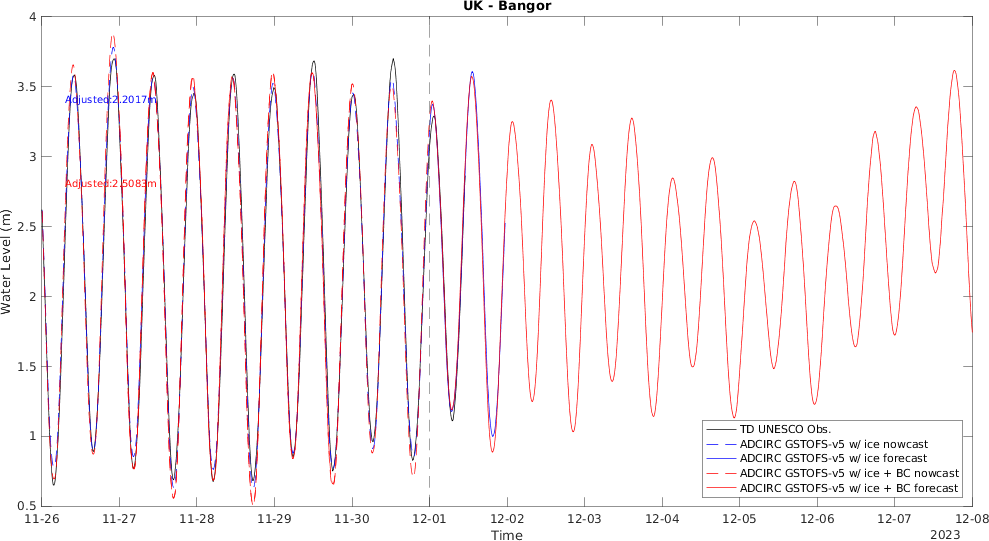 UK - Bangor
4
3.5
3
2.5
2
1.5
1
0.5
Water Level (m)
Adjusted:2.2017m
Adjusted:2.5083m
TD UNESCO Obs.
ADCIRC GSTOFS-v5 w/ ice nowcast
ADCIRC GSTOFS-v5 w/ ice forecast
ADCIRC GSTOFS-v5 w/ ice + BC nowcast
ADCIRC GSTOFS-v5 w/ ice + BC forecast
11-26 11-27 11-28 11-29 11-30 12-01 12-02 12-03 12-04 12-05 12-06 12-07 12-08
Time
2023